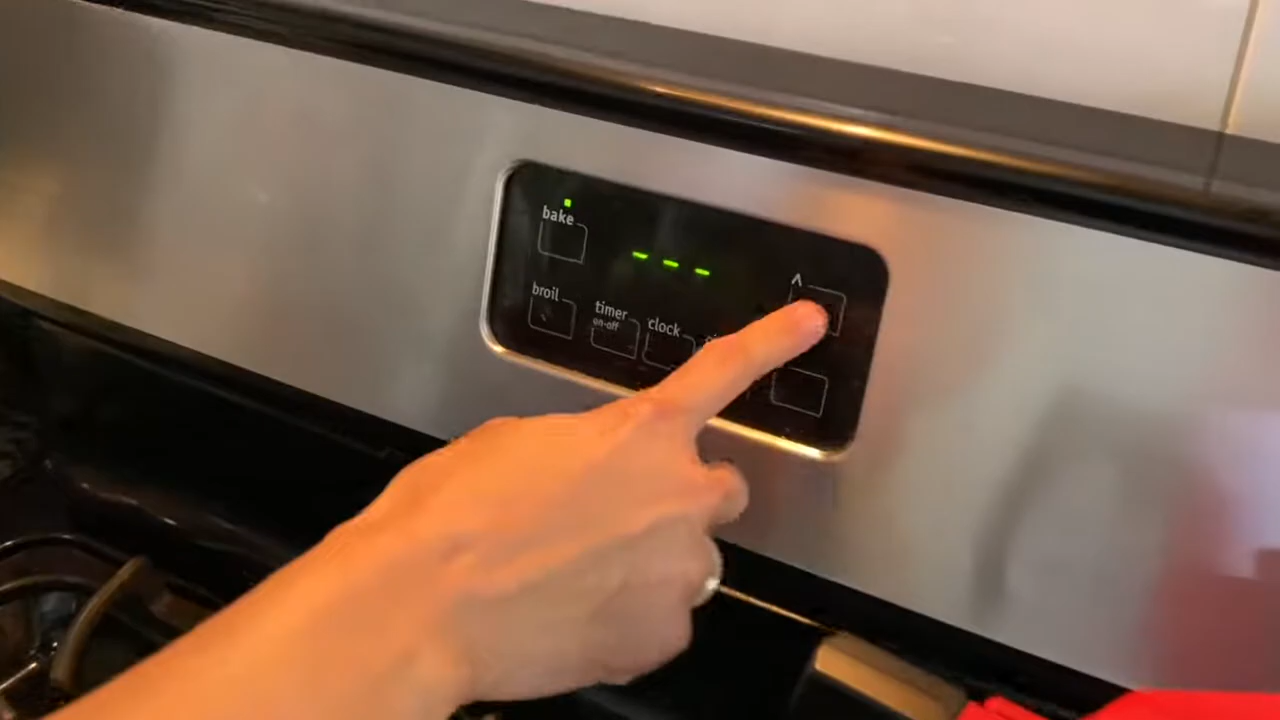 bake
- - -
^
broil
timer
on-off
clock